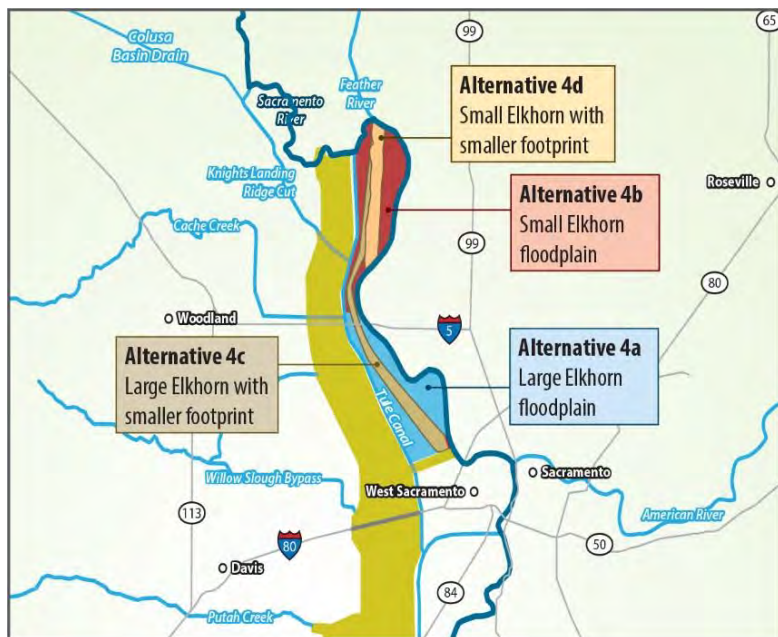 65
99
Colusa
Basin Drain
Feather
River
Alternative 4d
Small Elkhorn with
smaller footprint
Sacramento
River
Knights Landing
Ridge Cut
Roseville
Alternative 4b
Small Elkhorn
floodplain
Cache Creek
99
80
Woodland
5
Alternative 4c
Large Elkhorn with
smaller footprint
Alternative 4a
Large Elkhorn
floodplain
Tule Canal
Willow Slough Bypass
West Sacramento
Sacramento
American River
113
80
Davis
50
84
Putah Creek